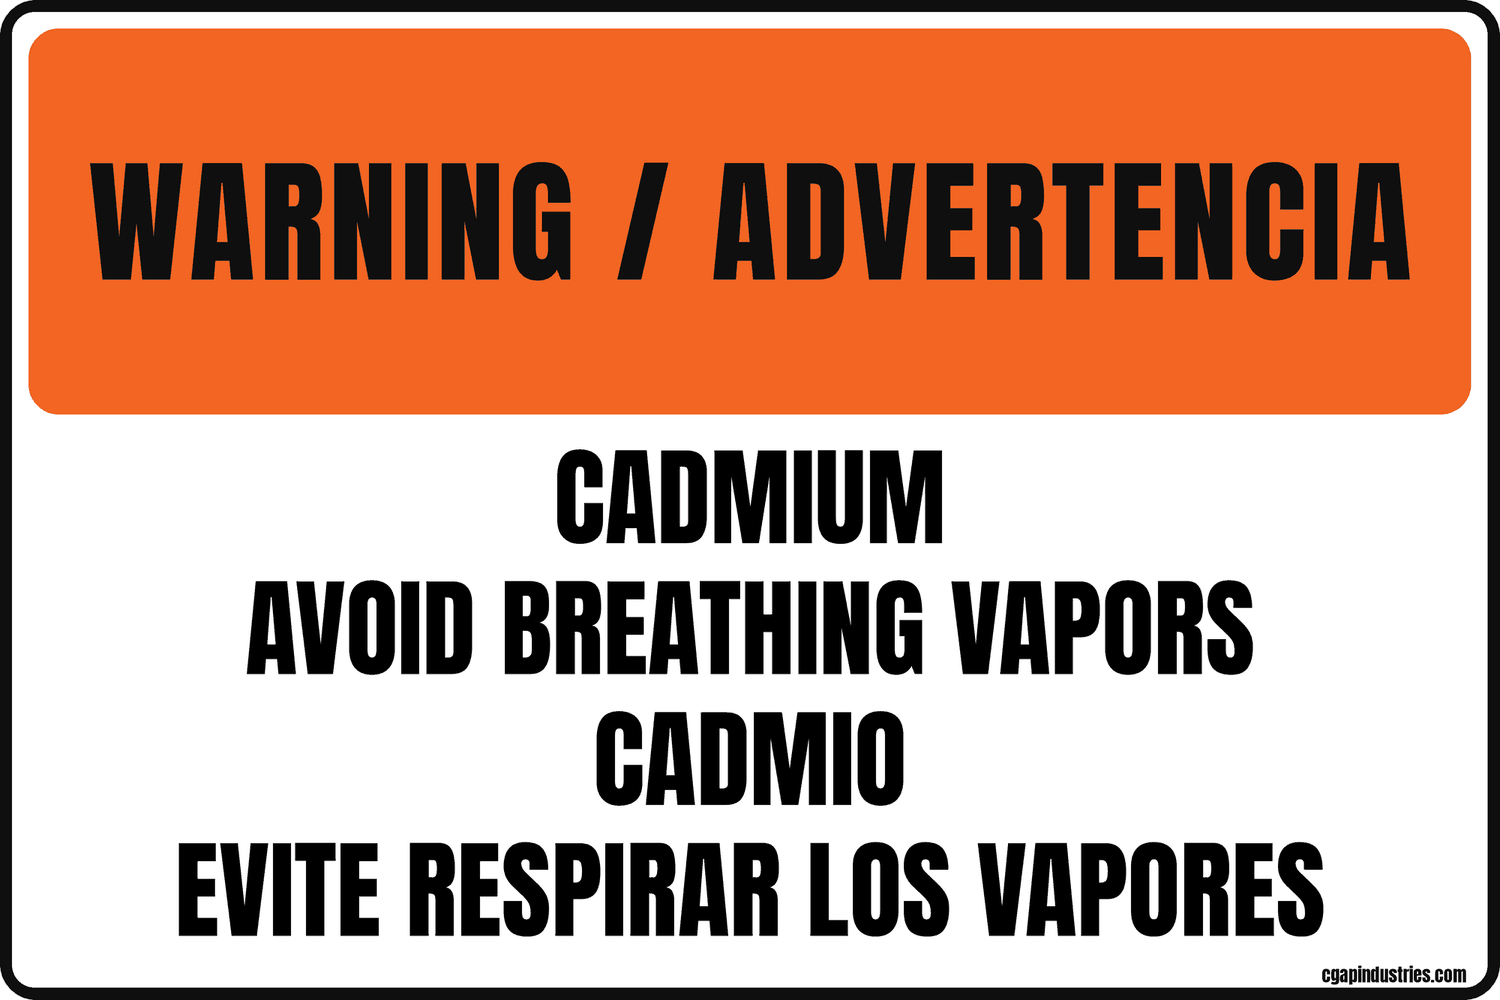 WARNING / ADVERTENCIA
CADMIUM
AVOID BREATHING VAPORS
CADMIO
EVITE RESPIRAR LOS VAPORES
cgapindustries.com